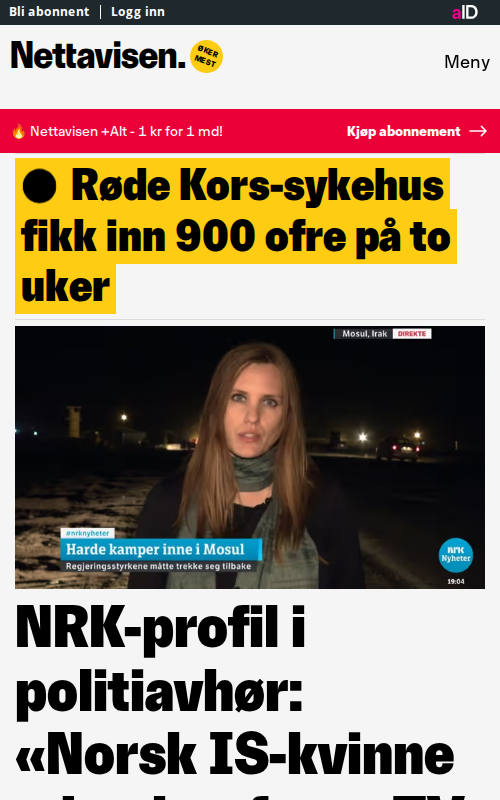 Bli abonnent | Logg inn
aID
Nettavisen.
ØKER
MEST
Meny
Nettavisen +Alt - 1 kr for 1 md!
Kjøp abonnement
Røde Kors-sykehus
fikk inn 900 ofre på to
uker
Mosul, Irak DIREKTE
#nrknyheter
Harde kamper inne i Mosul
Regjeringsstyrkene måtte trekke seg tilbake
NRK
Nyheter
19:04
NRK-profil i
politiavhør:
«Norsk IS-kvinne